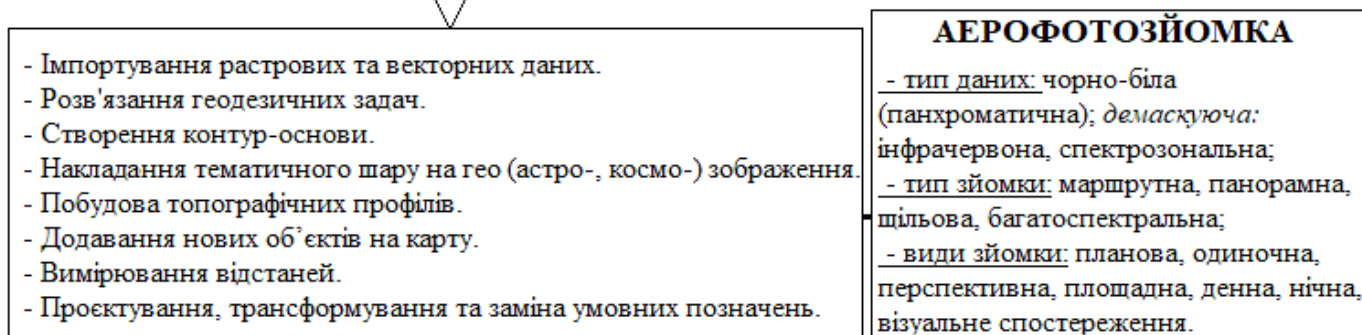 - Імпортування растрових та векторних даних.
- Розв'язання геодезичних задач.
- Створення контур-основи.
- Накладання тематичного шару на гео (астро-, космо-) зображення.
- Побудова топографічних профілів.
- Додавання нових об’єктів на карту.
- Вимірювання відстаней.
- Проєктування, трансформування та заміна умовних позначень.
АЕРОФОТОЗЙОМКА
- тип даних: чорно-біла
(панхроматична); демаскуюча:
інфрачервона, спектрозональна;
- тип зйомки: маршрутна, панорамна,
щільова, багатоспектральна;
- види зйомки: планова, одиночна,
перспективна, площадна, денна, нічна,
візуальне спостереження.